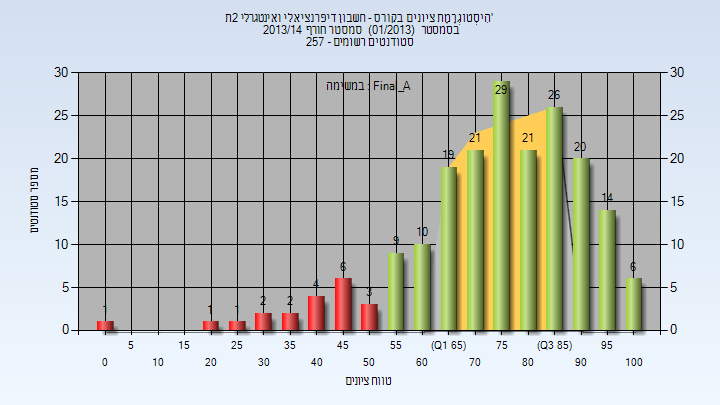 היסטוגרמת ציונים בקורס - חשבון דיפרנציאלי ואינטגרלי 2ת'
בסמסטר (01/2013) סמסטר חורף 2013/14
סטודנטים רשומים - 257
במשימה : Final_A
מספר סטודנטים
30 30
25 25
20 20
15 15
10 10
5 5
0 0
1 1 1 2 2 4 6 3 9 10 19 21 29 21 26 20 14 6
5 15 25 35 45 55 (Q1 65) 75 (Q3 85) 95
0 10 20 30 40 50 60 70 80 90 100
טווח ציונים